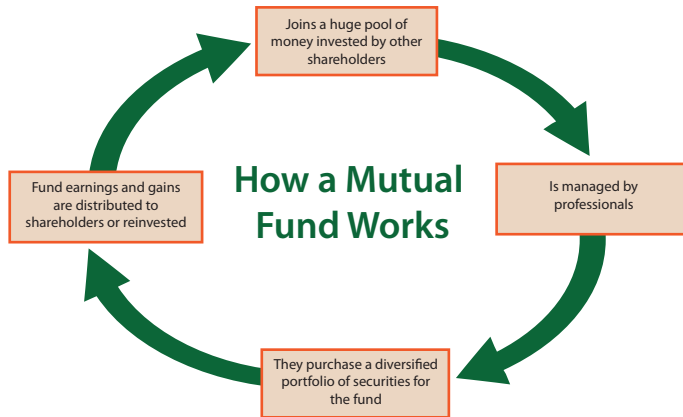 Joins a huge pool of
money invested by other
shareholders
How a Mutual
Fund Works
Is managed by
professionals
They purchase a diversified
portfolio of securities for
the fund
Fund earnings and gains
are distributed to
shareholders or reinvested